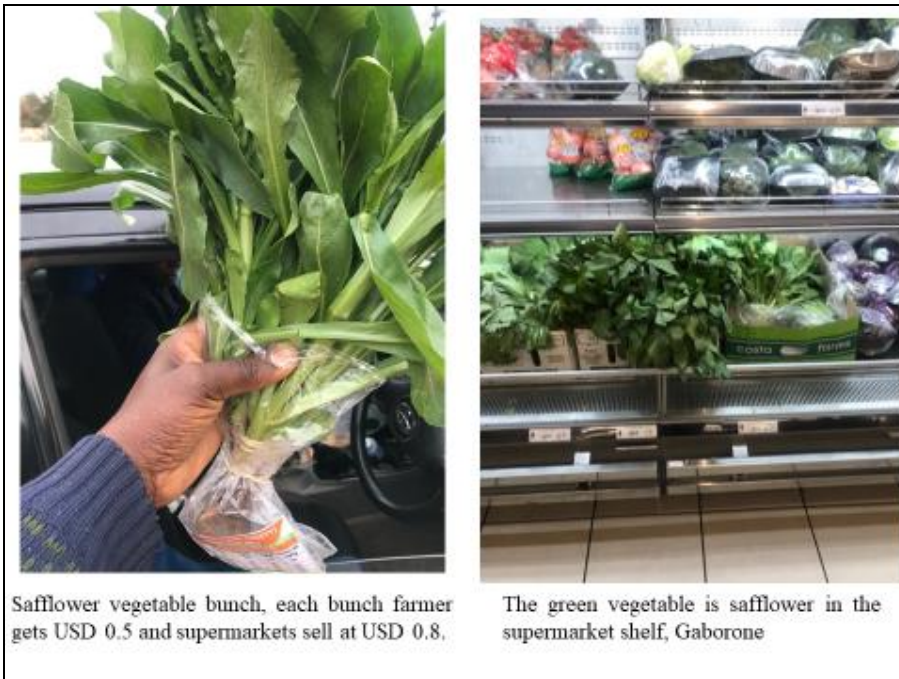 costa
Safflower vegetable bunch, each bunch farmer
gets USD 0.5 and supermarkets sell at USD 0.8.
The green vegetable is safflower in the
supermarket shelf, Gaborone